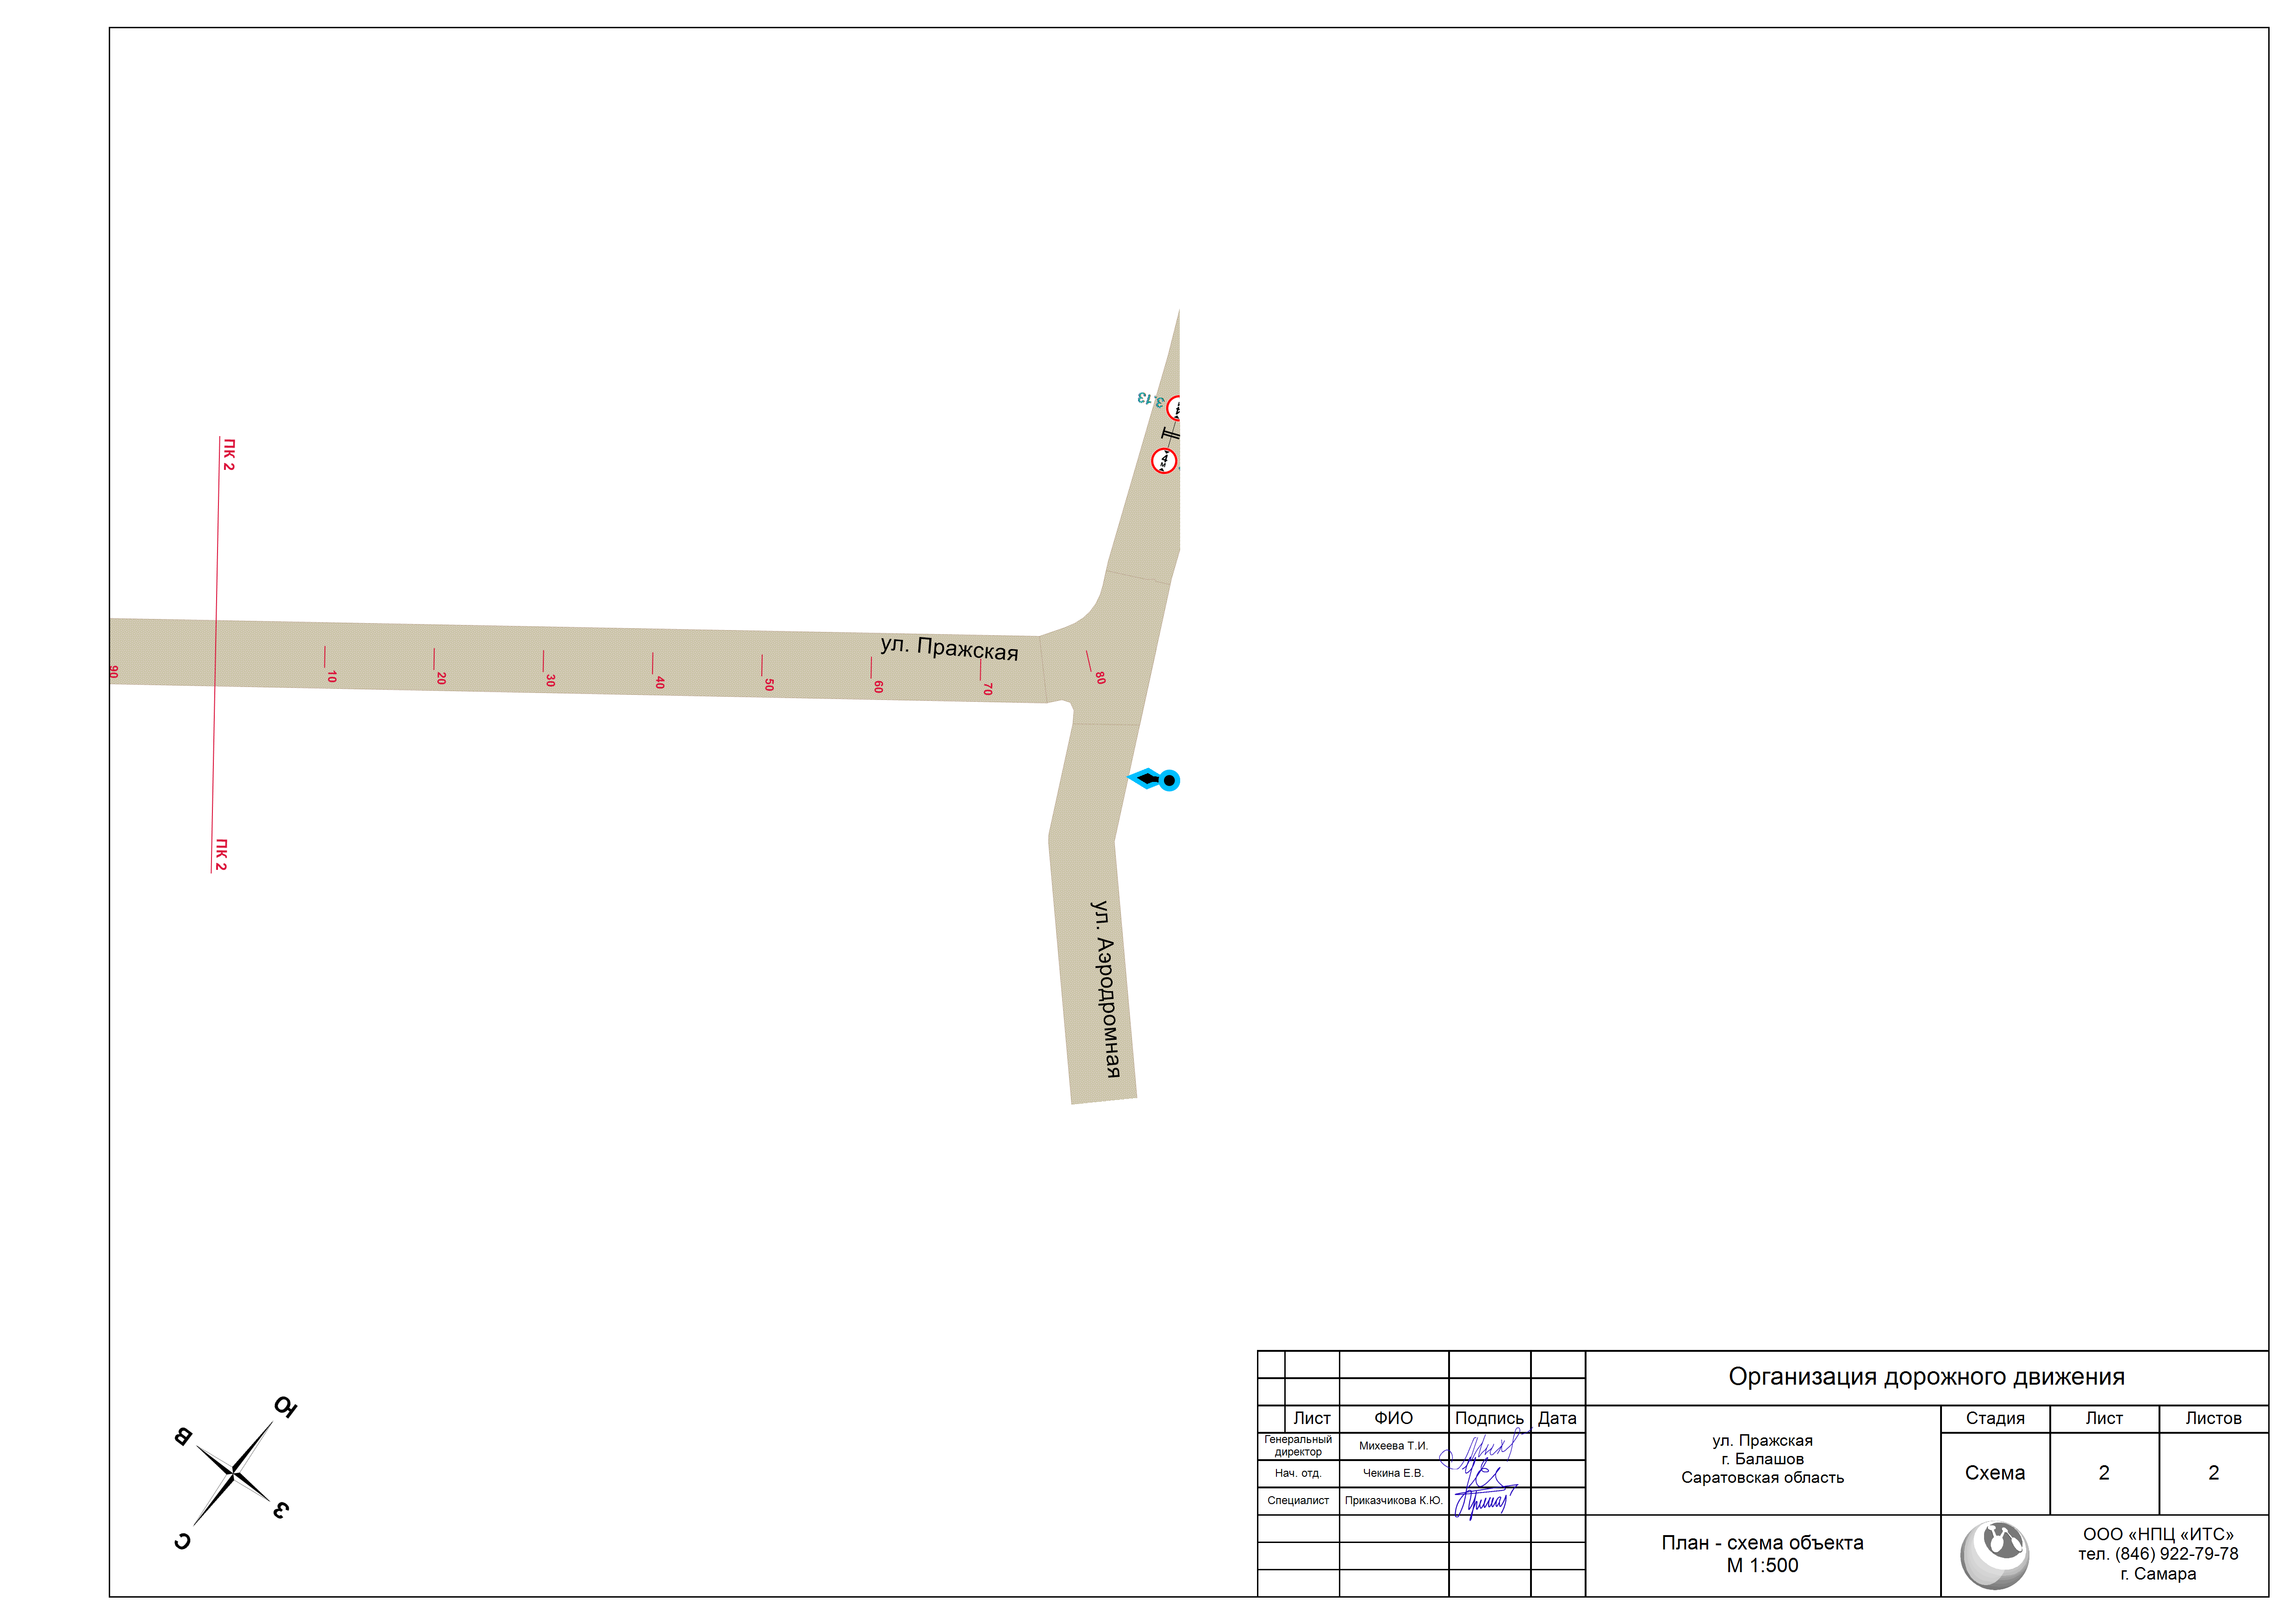 3.13
4
М
ПК 2
90
10
20
30
40
50
60
70
80
ул. Пражская
ПК 2
ул. Аэродромная
Ю
В
З
С
Организация дорожного движения
Лист ФИО Подпись Дата
Генеральный
директор
Михеева Т.И.
Нач. отд. Чекина Е.В.
Специалист Приказчикова К.Ю.
ул. Пражская
г. Балашов
Саратовская область
Стадия Лист Листов
Схема 2 2
План - схема объекта
М 1:500
ООО «НПЦ «ИТС»
тел. (846) 922-79-78
г. Самара